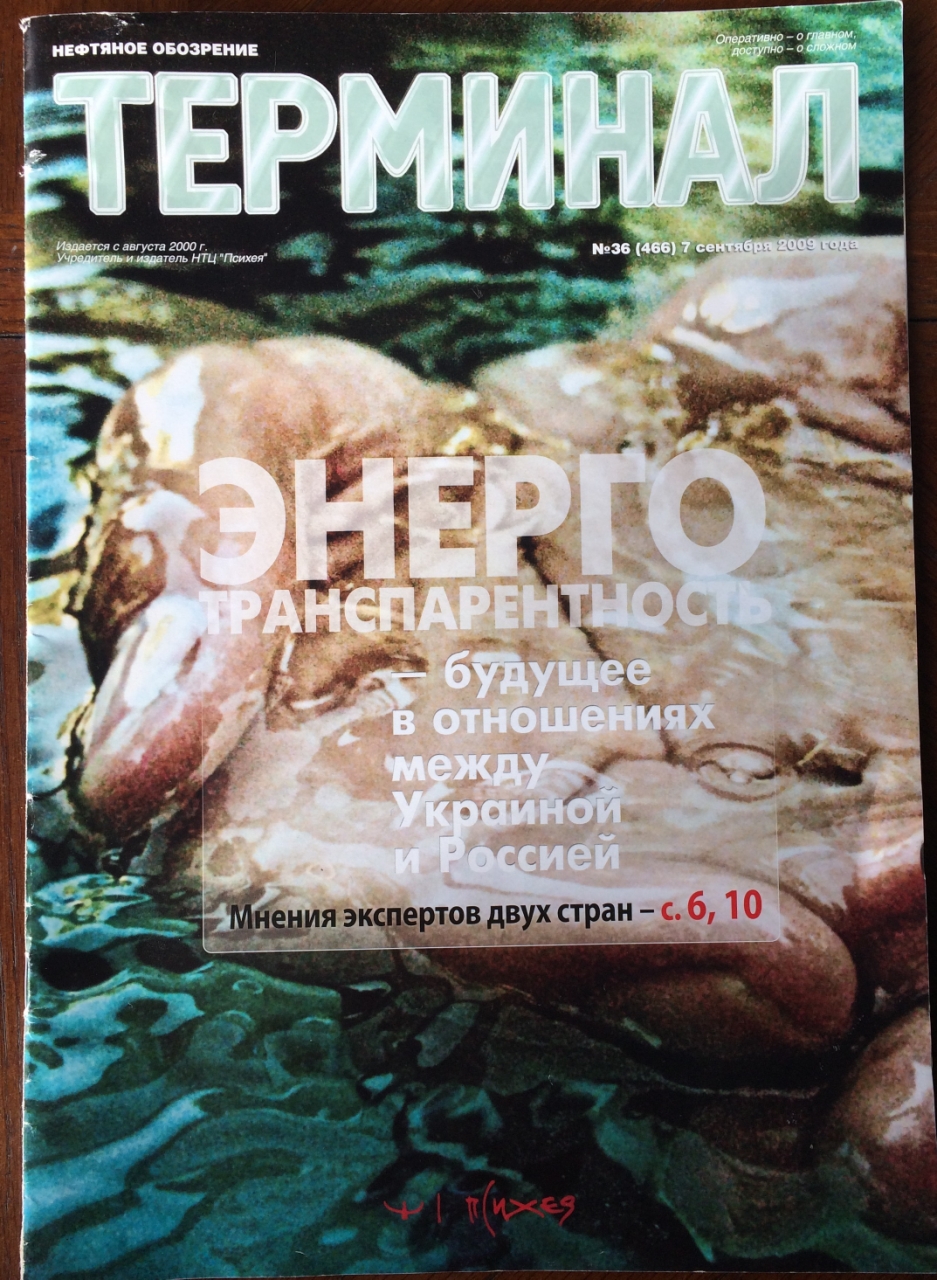 НЕФТЯНОЕ ОБОЗРЕНИЕ
Оперативно – о главном,
доступно – о сложном
ТЕРМИНАЛ
Издается с августа 2000 г.
Учредитель и издатель НТЦ "Психея"
№36 (466) 7 сентября 2009 года
ЭНЕРГО
ТРАНСПАРЕНТНОСТЬ
– будущее
в отношениях
между
Украиной
и Россией
Мнения экспертов двух стран – с. 6, 10
психея